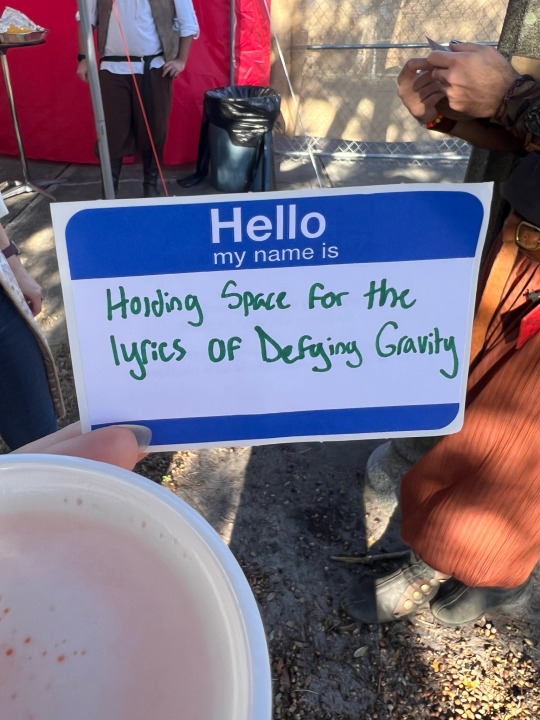 Hello
my name is
Holding Space for the
lyrics of Defying Gravity